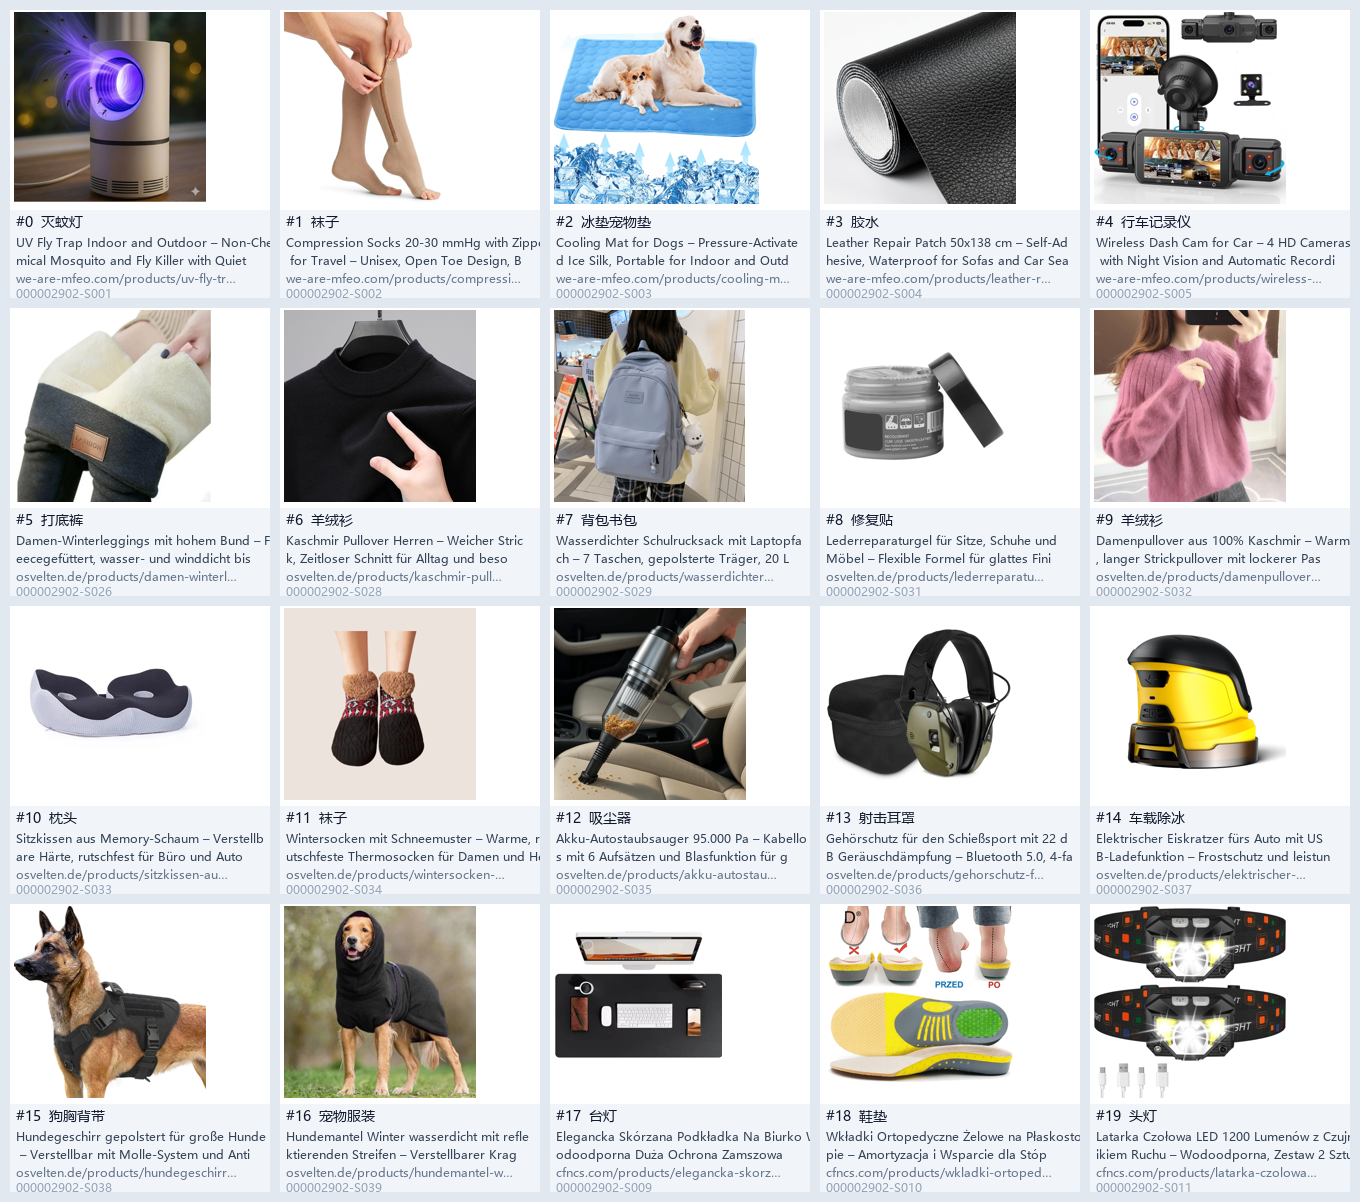 #0 灭蚊灯
UV Fly Trap Indoor and Outdoor – Non-Che
mical Mosquito and Fly Killer with Quiet
we-are-mfeo.com/products/uv-fly-tr...
000002902-S001
#1 袜子
Compression Socks 20-30 mmHg with Zippe
for Travel – Unisex, Open Toe Design, B
we-are-mfeo.com/products/compressi...
000002902-S002
#2 冰垫宠物垫
Cooling Mat for Dogs – Pressure-Activate
d Ice Silk, Portable for Indoor and Outd
we-are-mfeo.com/products/cooling-m...
000002902-S003
#3 胶水
Leather Repair Patch 50x138 cm – Self-Ad
hesive, Waterproof for Sofas and Car Sea
we-are-mfeo.com/products/leather-r...
000002902-S004
#4 行车记录仪
Wireless Dash Cam for Car – 4 HD Cameras
with Night Vision and Automatic Recordi
we-are-mfeo.com/products/wireless-...
000002902-S005
FASHION
#5 打底裤
Damen-Winterleggings mit hohem Bund – F
eecegefüttert, wasser- und winddicht bis
osvelten.de/products/damen-winterl...
000002902-S026
#6 羊绒衫
Kaschmir Pullover Herren – Weicher Stric
k, Zeitloser Schnitt für Alltag und beso
osvelten.de/products/kaschmir-pull...
000002902-S028
#7 背包书包
Wasserdichter Schulrucksack mit Laptopfa
ch – 7 Taschen, gepolsterte Träger, 20 L
osvelten.de/products/wasserdichter...
000002902-S029
#8 修复贴
Lederreparaturgel für Sitze, Schuhe und
Möbel – Flexible Formel für glattes Fini
osvelten.de/products/lederreparatu...
000002902-S031
#9 羊绒衫
Damenpullover aus 100% Kaschmir – Warm
, langer Strickpullover mit lockerer Pas
osvelten.de/products/damenpullover...
000002902-S032
#10 枕头
Sitzkissen aus Memory-Schaum – Verstellb
are Härte, rutschfest für Büro und Auto
osvelten.de/products/sitzkissen-au...
000002902-S033
#11 袜子
Wintersocken mit Schneemuster – Warme, r
utschfeste Thermosocken für Damen und He
osvelten.de/products/wintersocken-...
000002902-S034
#12 吸尘器
Akku-Autostaubsauger 95.000 Pa – Kabello
s mit 6 Aufsätzen und Blasfunktion für g
osvelten.de/products/akku-autostau...
000002902-S035
#13 射击耳罩
Gehörschutz für den Schießsport mit 22 d
B Geräuschdämpfung – Bluetooth 5.0, 4-fa
osvelten.de/products/gehorschutz-f...
000002902-S036
#14 车载除冰
Elektrischer Eiskratzer fürs Auto mit US
B-Ladefunktion – Frostschutz und leistun
osvelten.de/products/elektrischer-...
000002902-S037
#15 狗胸背带
Hundegeschirr gepolstert für große Hunde
– Verstellbar mit Molle-System und Anti
osvelten.de/products/hundegeschirr...
000002902-S038
#16 宠物服装
Hundemantel Winter wasserdicht mit refle
ktierenden Streifen – Verstellbarer Krag
osvelten.de/products/hundemantel-w...
000002902-S039
#17 台灯
Elegancka Skórzana Podkładka Na Biurko W
odoodporna Duża Ochrona Zamszowa
cfncs.com/products/elegancka-skorz...
000002902-S009
D®
PRZED
PO
#18 鞋垫
Wkładki Ortopedyczne Żelowe na Płaskosto
pie – Amortyzacja i Wsparcie dla Stóp
cfncs.com/products/wkladki-ortoped...
000002902-S010
#19 头灯
Latarka Czołowa LED 1200 Lumenów z Czujn
ikiem Ruchu – Wodoodporna, Zestaw 2 Sztu
cfncs.com/products/latarka-czolowa...
000002902-S011